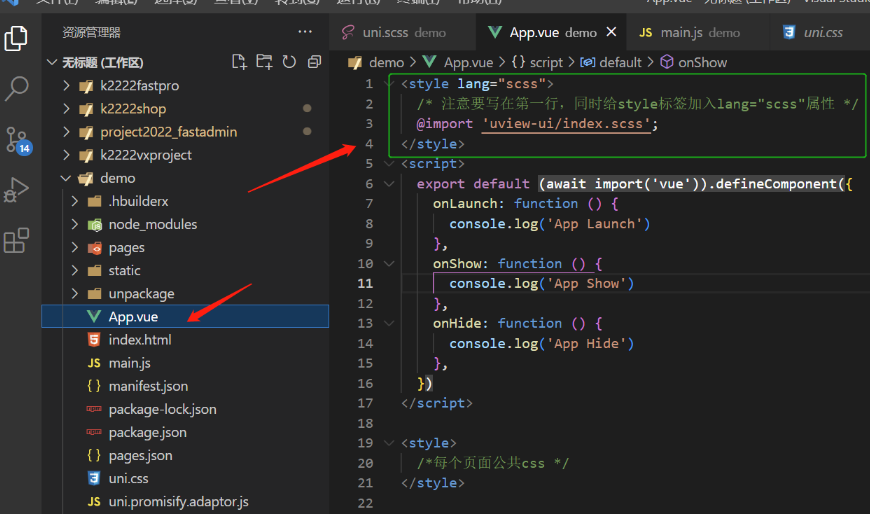 资源管理器
无标题 (工作区)
k2222fastpro
k2222shop
project2022_fastadmin
k2222vxproject
demo
.hbuilderx
node_modules
pages
static
unpackage
App.vue
index.html
JS main.js
{ } manifest.json
package-lock.json
package.json
{ } pages.json
uni.css
JS uni.promisify.adaptor.js
14
uni.scss demo
App.vue demo
JS main.js demo
uni.css
demo > App.vue > {} script > default > onShow
1 <style lang="scss">
2 /* 注意要写在第一行，同时给style标签加入lang="scss"属性 */
3 @import 'uview-ui/index.scss';
4 </style>
5 <script>
6 export default (await import('vue')).defineComponent({
7 onLaunch: function () {
8 console.log('App Launch')
9 },
10 onShow: function () {
11 console.log('App Show')
12 },
13 onHide: function () {
14 console.log('App Hide')
15 },
16 })
17 </script>
18
19 <style>
20 /*每个页面公共css */
21 </style>
22